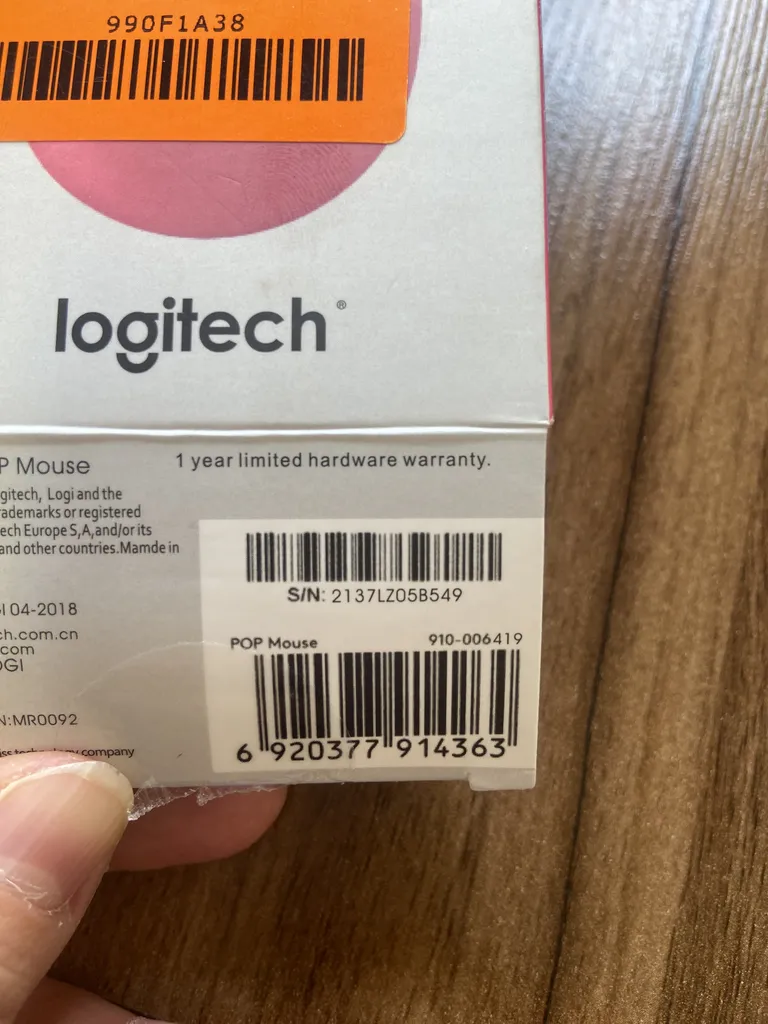 990F1A38
logitech®
P Mouse
1 year limited hardware warranty.
gitech, Logi and the
rademarks or registered
ech Europe S,A,and/or its
and other countries.Mamde in
S/N: 2137LZ05B549
04-2018
ch.com.cn
com
OGI
POP Mouse 910-006419
N:MR0092
6 920377 914363
company